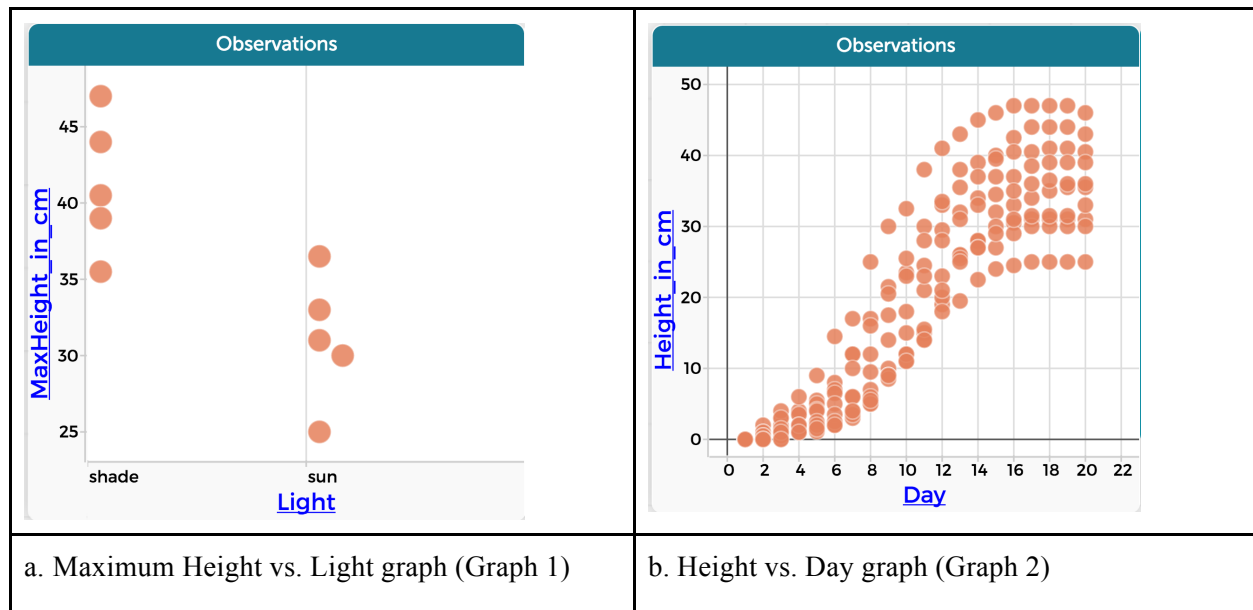 Observations
45
40
35
30
25
MaxHeight_in_cm
shade
sun
Light
Observations
50
40
30
20
10
0
Height_in_cm
0 2 4 6 8 10 12 14 16 18 20 22
Day
a. Maximum Height vs. Light graph (Graph 1)
b. Height vs. Day graph (Graph 2)